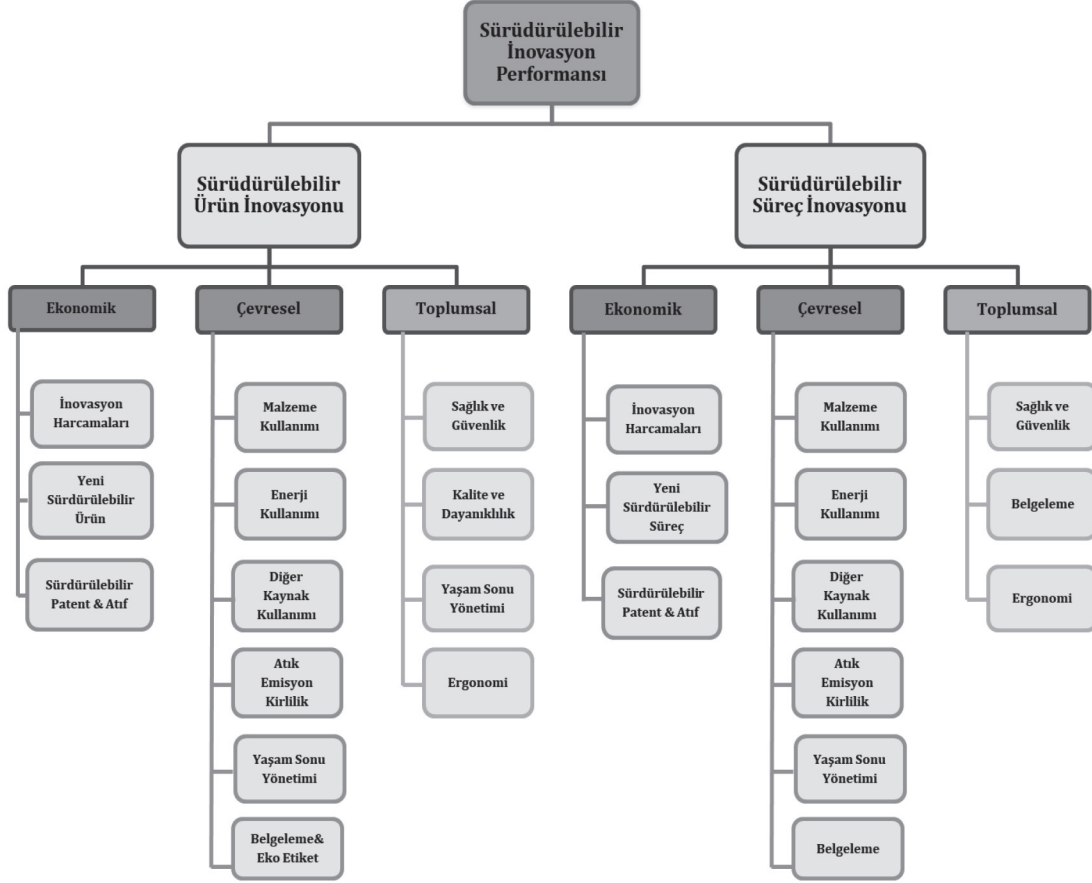 Sürüdürülebilir
İnovasyon
Performansı
Sürüdürülebilir
Ürün İnovasyonu
Ekonomik
İnovasyon
Harcamaları
Yeni
Sürdürülebilir
Ürün
Sürdürülebilir
Patent & Atıf
Çevresel
Malzeme
Kullanımı
Enerji
Kullanımı
Diğer
Kaynak
Kullanımı
Atık
Emisyon
Kirlilik
Yaşam Sonu
Yönetimi
Belgeleme&
Eko Etiket
Toplumsal
Sağlık ve
Güvenlik
Kalite ve
Dayanıklılık
Yaşam Sonu
Yönetimi
Ergonomi
Sürüdürülebilir
Süreç İnovasyonu
Ekonomik
İnovasyon
Harcamaları
Yeni
Sürdürülebilir
Süreç
Sürdürülebilir
Patent & Atıf
Çevresel
Malzeme
Kullanımı
Enerji
Kullanımı
Diğer
Kaynak
Kullanımı
Atık
Emisyon
Kirlilik
Yaşam Sonu
Yönetimi
Belgeleme
Toplumsal
Sağlık ve
Güvenlik
Belgeleme
Ergonomi